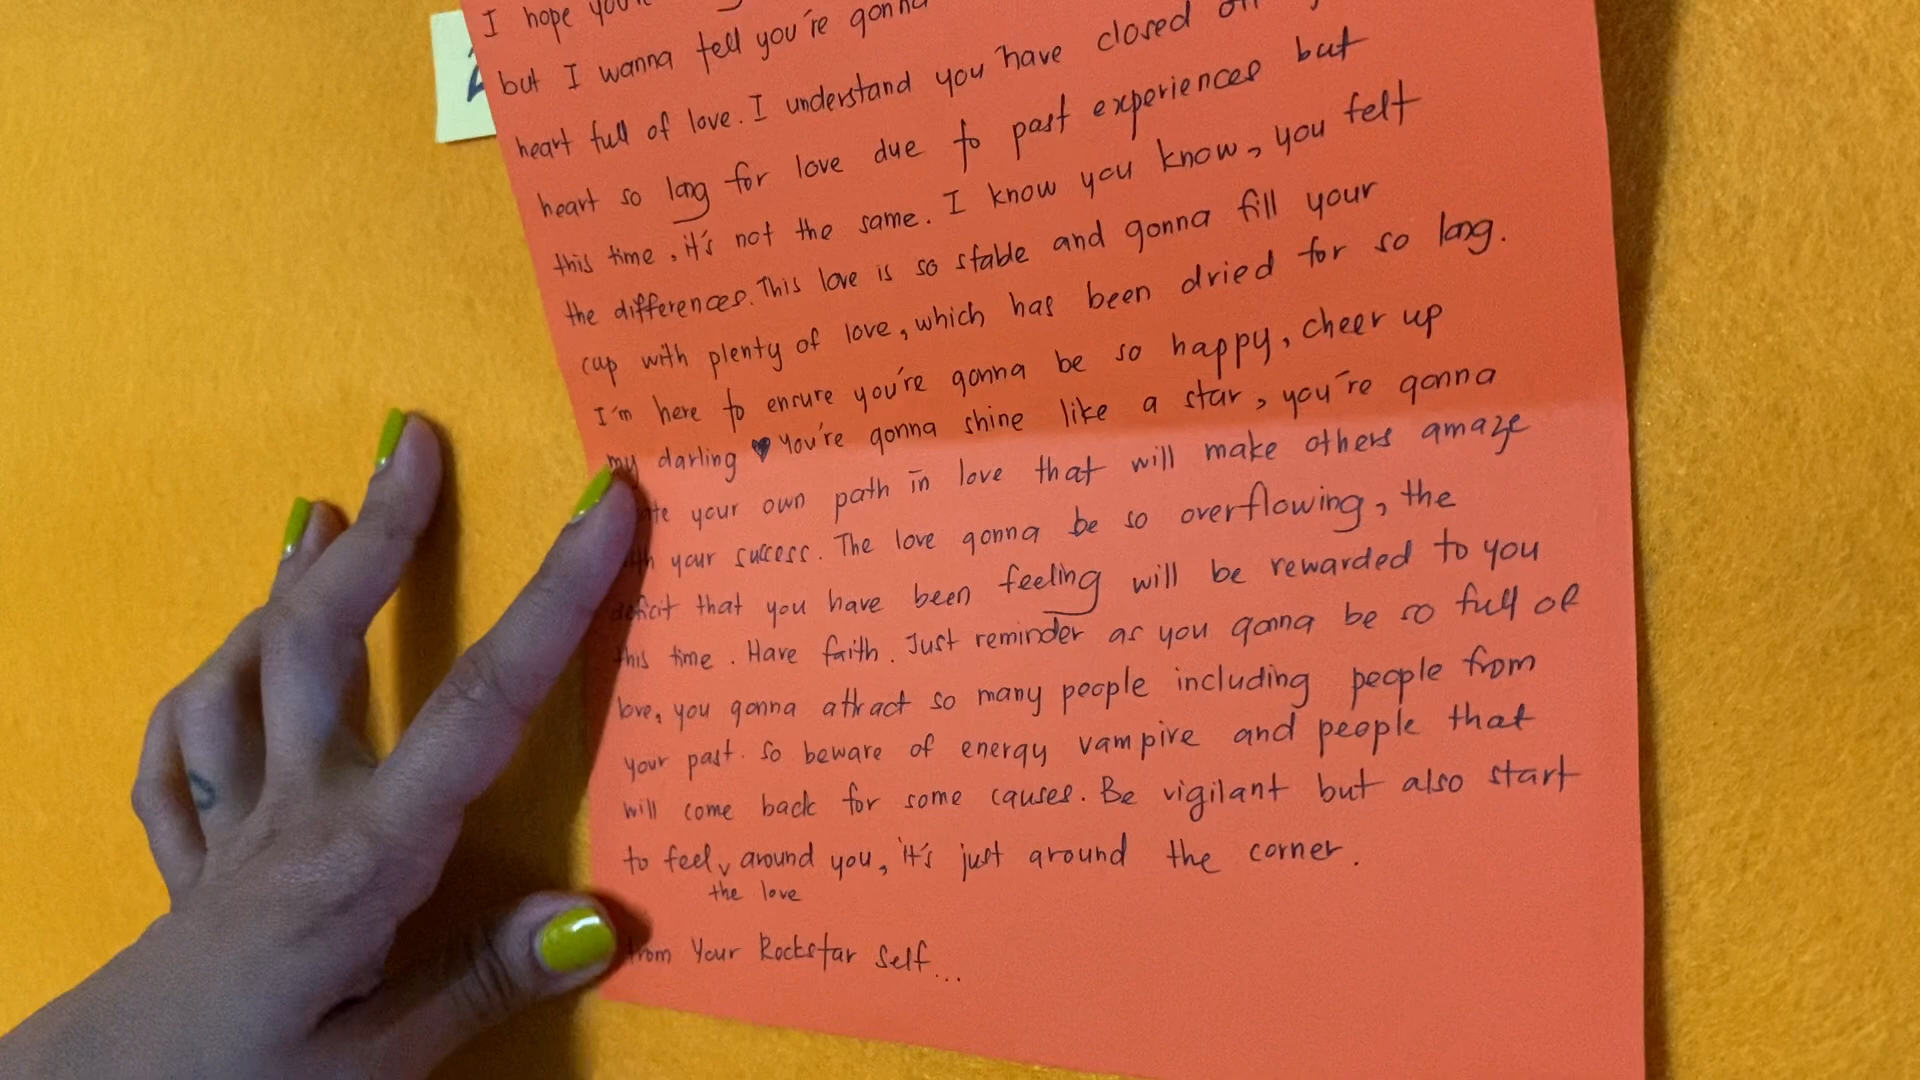 I hope you're
but I wanna tell you're gonna
heart full of love. I understand you have closed
heart so long for love due to past experiences but
this time, it's not the same. I know you know, you felt
the differences. This love is so stable and gonna fill your
cup with plenty of love, which has been dried for so long.
I'm here to ensure you're gonna be so happy, cheer up
my darling ♥ You're gonna shine like a star, you're gonna
your own path in love that will make others amaze
your success. The love gonna be so overflowing, the
deficit that you have been feeling will be rewarded to you
this time. Have faith. Just reminder as you gonna be so full of
love, you gonna attract so many people including people from
your past. So beware of energy vampire and people that
will come back for some causes. Be vigilant but also start
to feel the love around you, it's just around the corner.
from Your Rockstar Self...